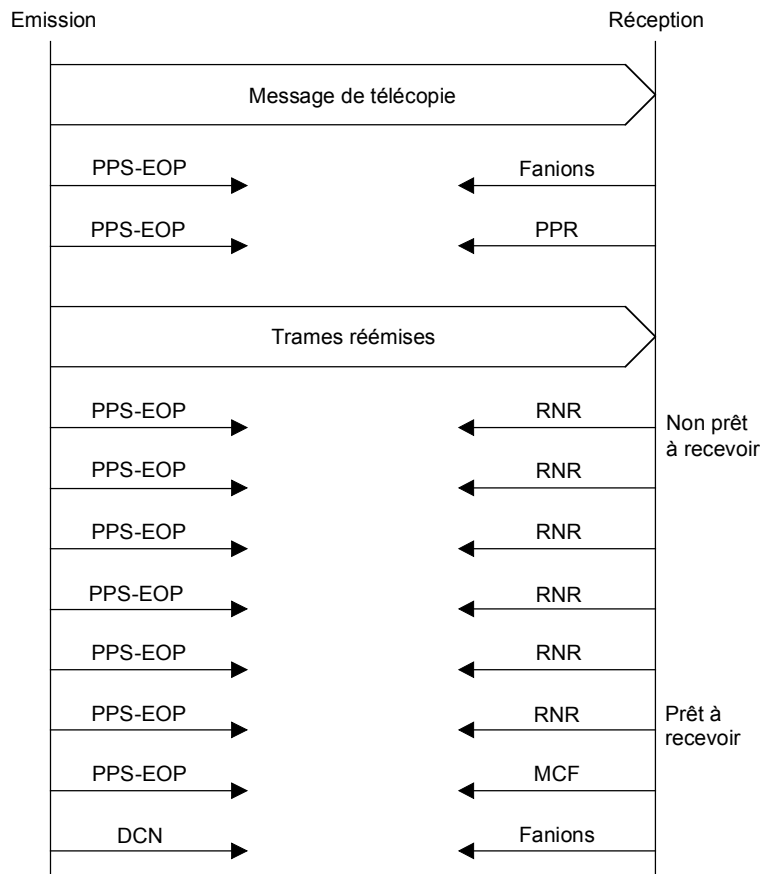 Emission Réception
Message de télécopie
PPS-EOP Fanions
PPS-EOP PPR
Trames réémises
PPS-EOP RNR Non prêt
à recevoir
PPS-EOP RNR
PPS-EOP RNR
PPS-EOP RNR
PPS-EOP RNR
PPS-EOP RNR Prêt à
recevoir
PPS-EOP MCF
DCN Fanions